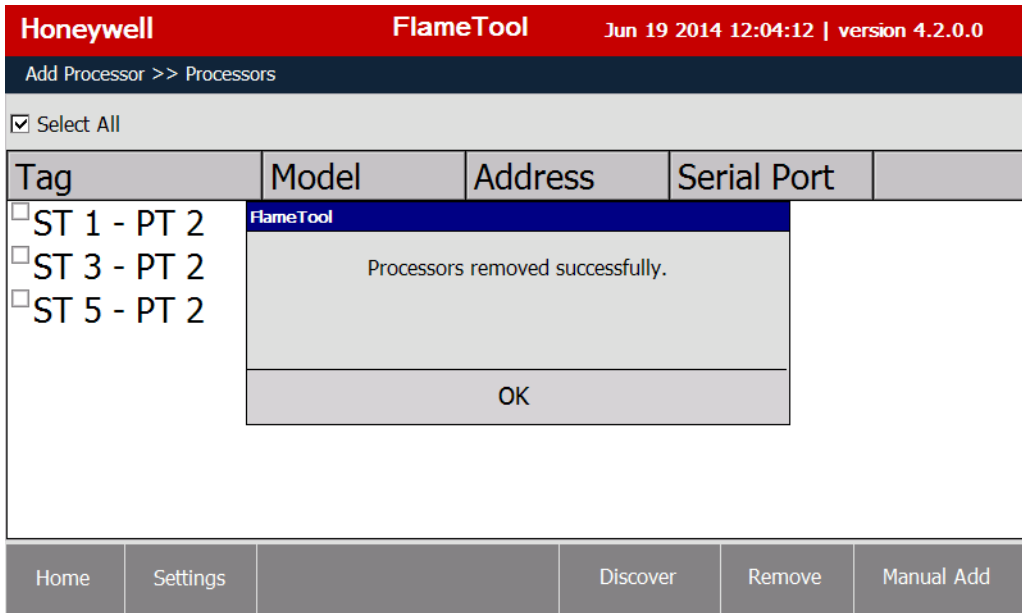 Honeywell FlameTool Jun 19 2014 12:04:12 | version 4.2.0.0
Add Processor >> Processors
Select All
Tag Model Address Serial Port
ST 1 - PT 2
ST 3 - PT 2
ST 5 - PT 2
FlameTool
Processors removed successfully.
OK
Home Settings Discover Remove Manual Add